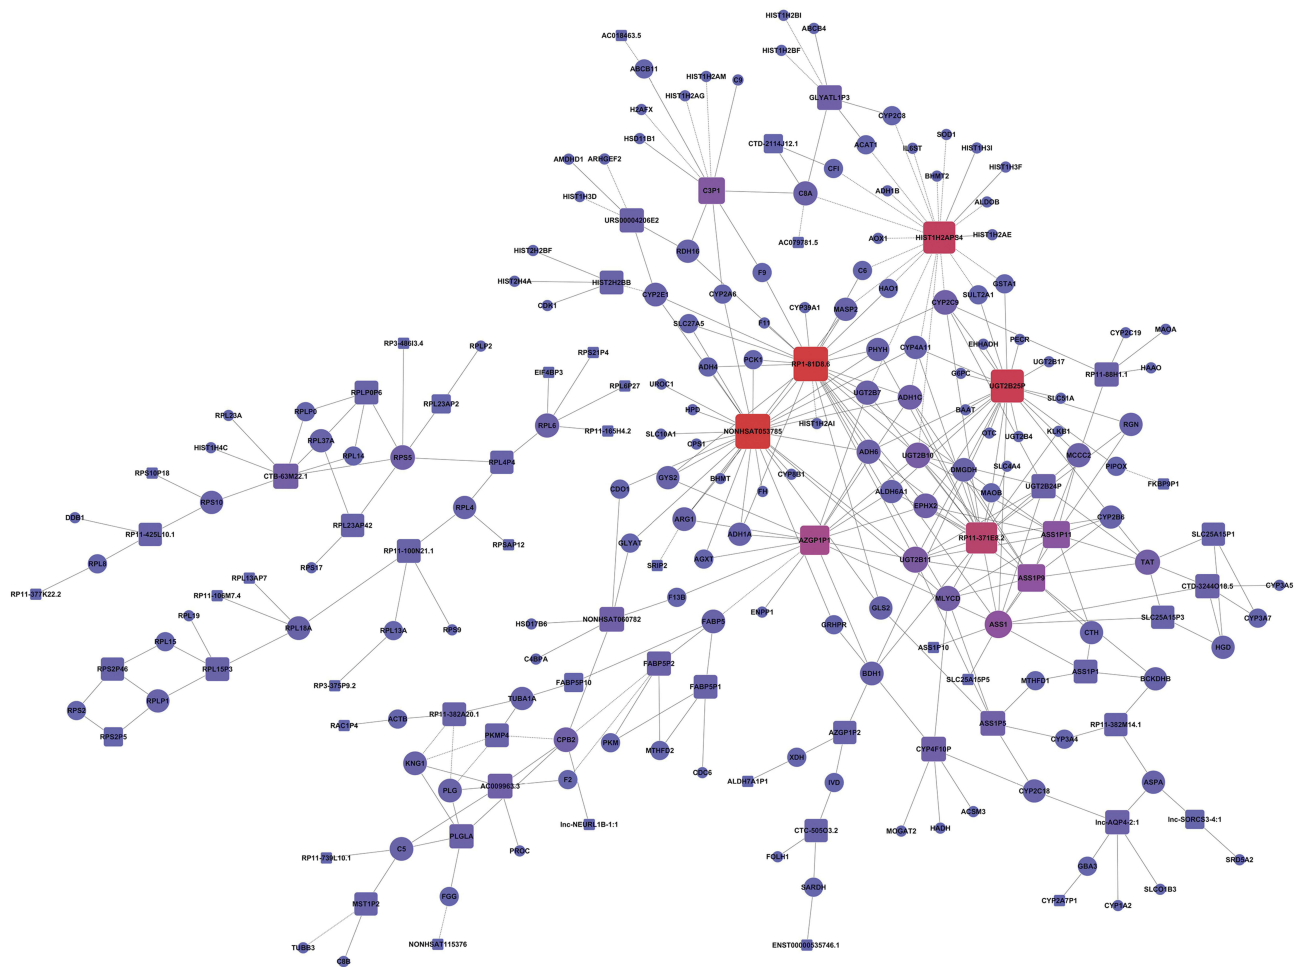 HIST1H2BI
ABCB4
AC018463.5
HIST1H2BF
ABCB11
HIST1H2AM
C9
HIST1H2AG
GLYATL1P3
H2AFX
CYP2C8
HSD11B1
SOD1
CTD-2114J12.1
ACAT1
IL6ST
HIST1H3I
AMDHD1
ARHGEF2
CFI
HIST1H3F
BHMT2
C3P1
C8A
ADH1B
HIST1H3D
ALDOB
URS00004206E2
HIST1H2APS4
HIST1H2AE
AOX1
AC079781.5
HIST2H2BF
RDH16
F9
C6
HIST2H4A
HIST2H2BB
GSTA1
HAO1
CYP2E1
CYP2A6
SULT2A1
CYP2C9
CDK1
CYP39A1
MASP2
SLC27A5
F11
CYP2C19
MAOA
PECR
RP3-486I3.4
RPLP2
EHHADH
PHYH
CYP4A11
RPS21P4
PCK1
ADH4
RP1-81D8.6
UGT2B17
HAAO
EIF4BP3
G6PC
RP11-88H1.1
UROC1
RPL6P27
UGT2B25P
RPLP0P6
UGT2B7
ADH1C
SLC51A
RPL23AP2
RPL23A
RPLP0
HPD
BAAT
HIST1H2AI
RPL6
RGN
RP11-165H4.2
SLC10A1
NONHSAT053785
OTC
UGT2B4
KLKB1
RPL37A
HIST1H4C
CPS1
ADH6
UGT2B10
RPL14
RPS5
RPL4P4
MCCC2
PIPOX
DMGDH
SLC4A4
RPS10P18
CTB-63M22.1
CYP8B1
GYS2
BHMT
FKBP9P1
UGT2B24P
CDO1
FH
ALDH6A1
MAOB
RPS10
RPL4
EPHX2
DDB1
ARG1
CYP2B6
RPL23AP42
ADH1A
RP11-425L10.1
SLC25A15P1
ASS1P11
GLYAT
AZGP1P1
RP11-371E8.2
RPSAP12
RP11-100N21.1
AGXT
UGT2B11
TAT
RPL8
SRIP2
RPS17
RPL13AP7
ASS1P9
CTD-3244O18.5
CYP3A5
RP11-377K22.2
RP11-106M7.4
F13B
MLYCD
ENPP1
GLS2
RPL19
SLC25A15P3
CYP3A7
HSD17B6
NONHSAT060782
FABP5
GRHPR
ASS1
RPL18A
RPL13A
RPS9
CTH
RPL15
ASS1P10
HGD
C4BPA
RPS2P46
RPL15P3
FABP5P2
BDH1
ASS1P1
SLC25A15P5
BCKDHB
RP3-375P9.2
FABP5P10
FABP5P1
MTHFD1
RPLP1
TUBA1A
RPS2
RP11-382A20.1
ACTB
RAC1P4
ASS1P5
RP11-382M14.1
PKMP4
AZGP1P2
RPS2P5
CPB2
PKM
CYP3A4
MTHFD2
CYP4F10P
XDH
KNG1
CDC6
F2
ALDH7A1P1
IVD
ASPA
AC009963.3
PLG
CYP2C18
ACSM3
lnc-NEURL1B-1:1
lnc-AQP4-2:1
lnc-SORCS3-4:1
MOGAT2
HADH
CTC-505O3.2
PLGLA
C5
PROC
FOLH1
RP11-739L10.1
SRD5A2
GBA3
SARDH
SLCO1B3
FGG
CYP2A7P1
CYP1A2
MST1P2
TUBB3
NONHSAT115376
ENST00000535746.1
C8B